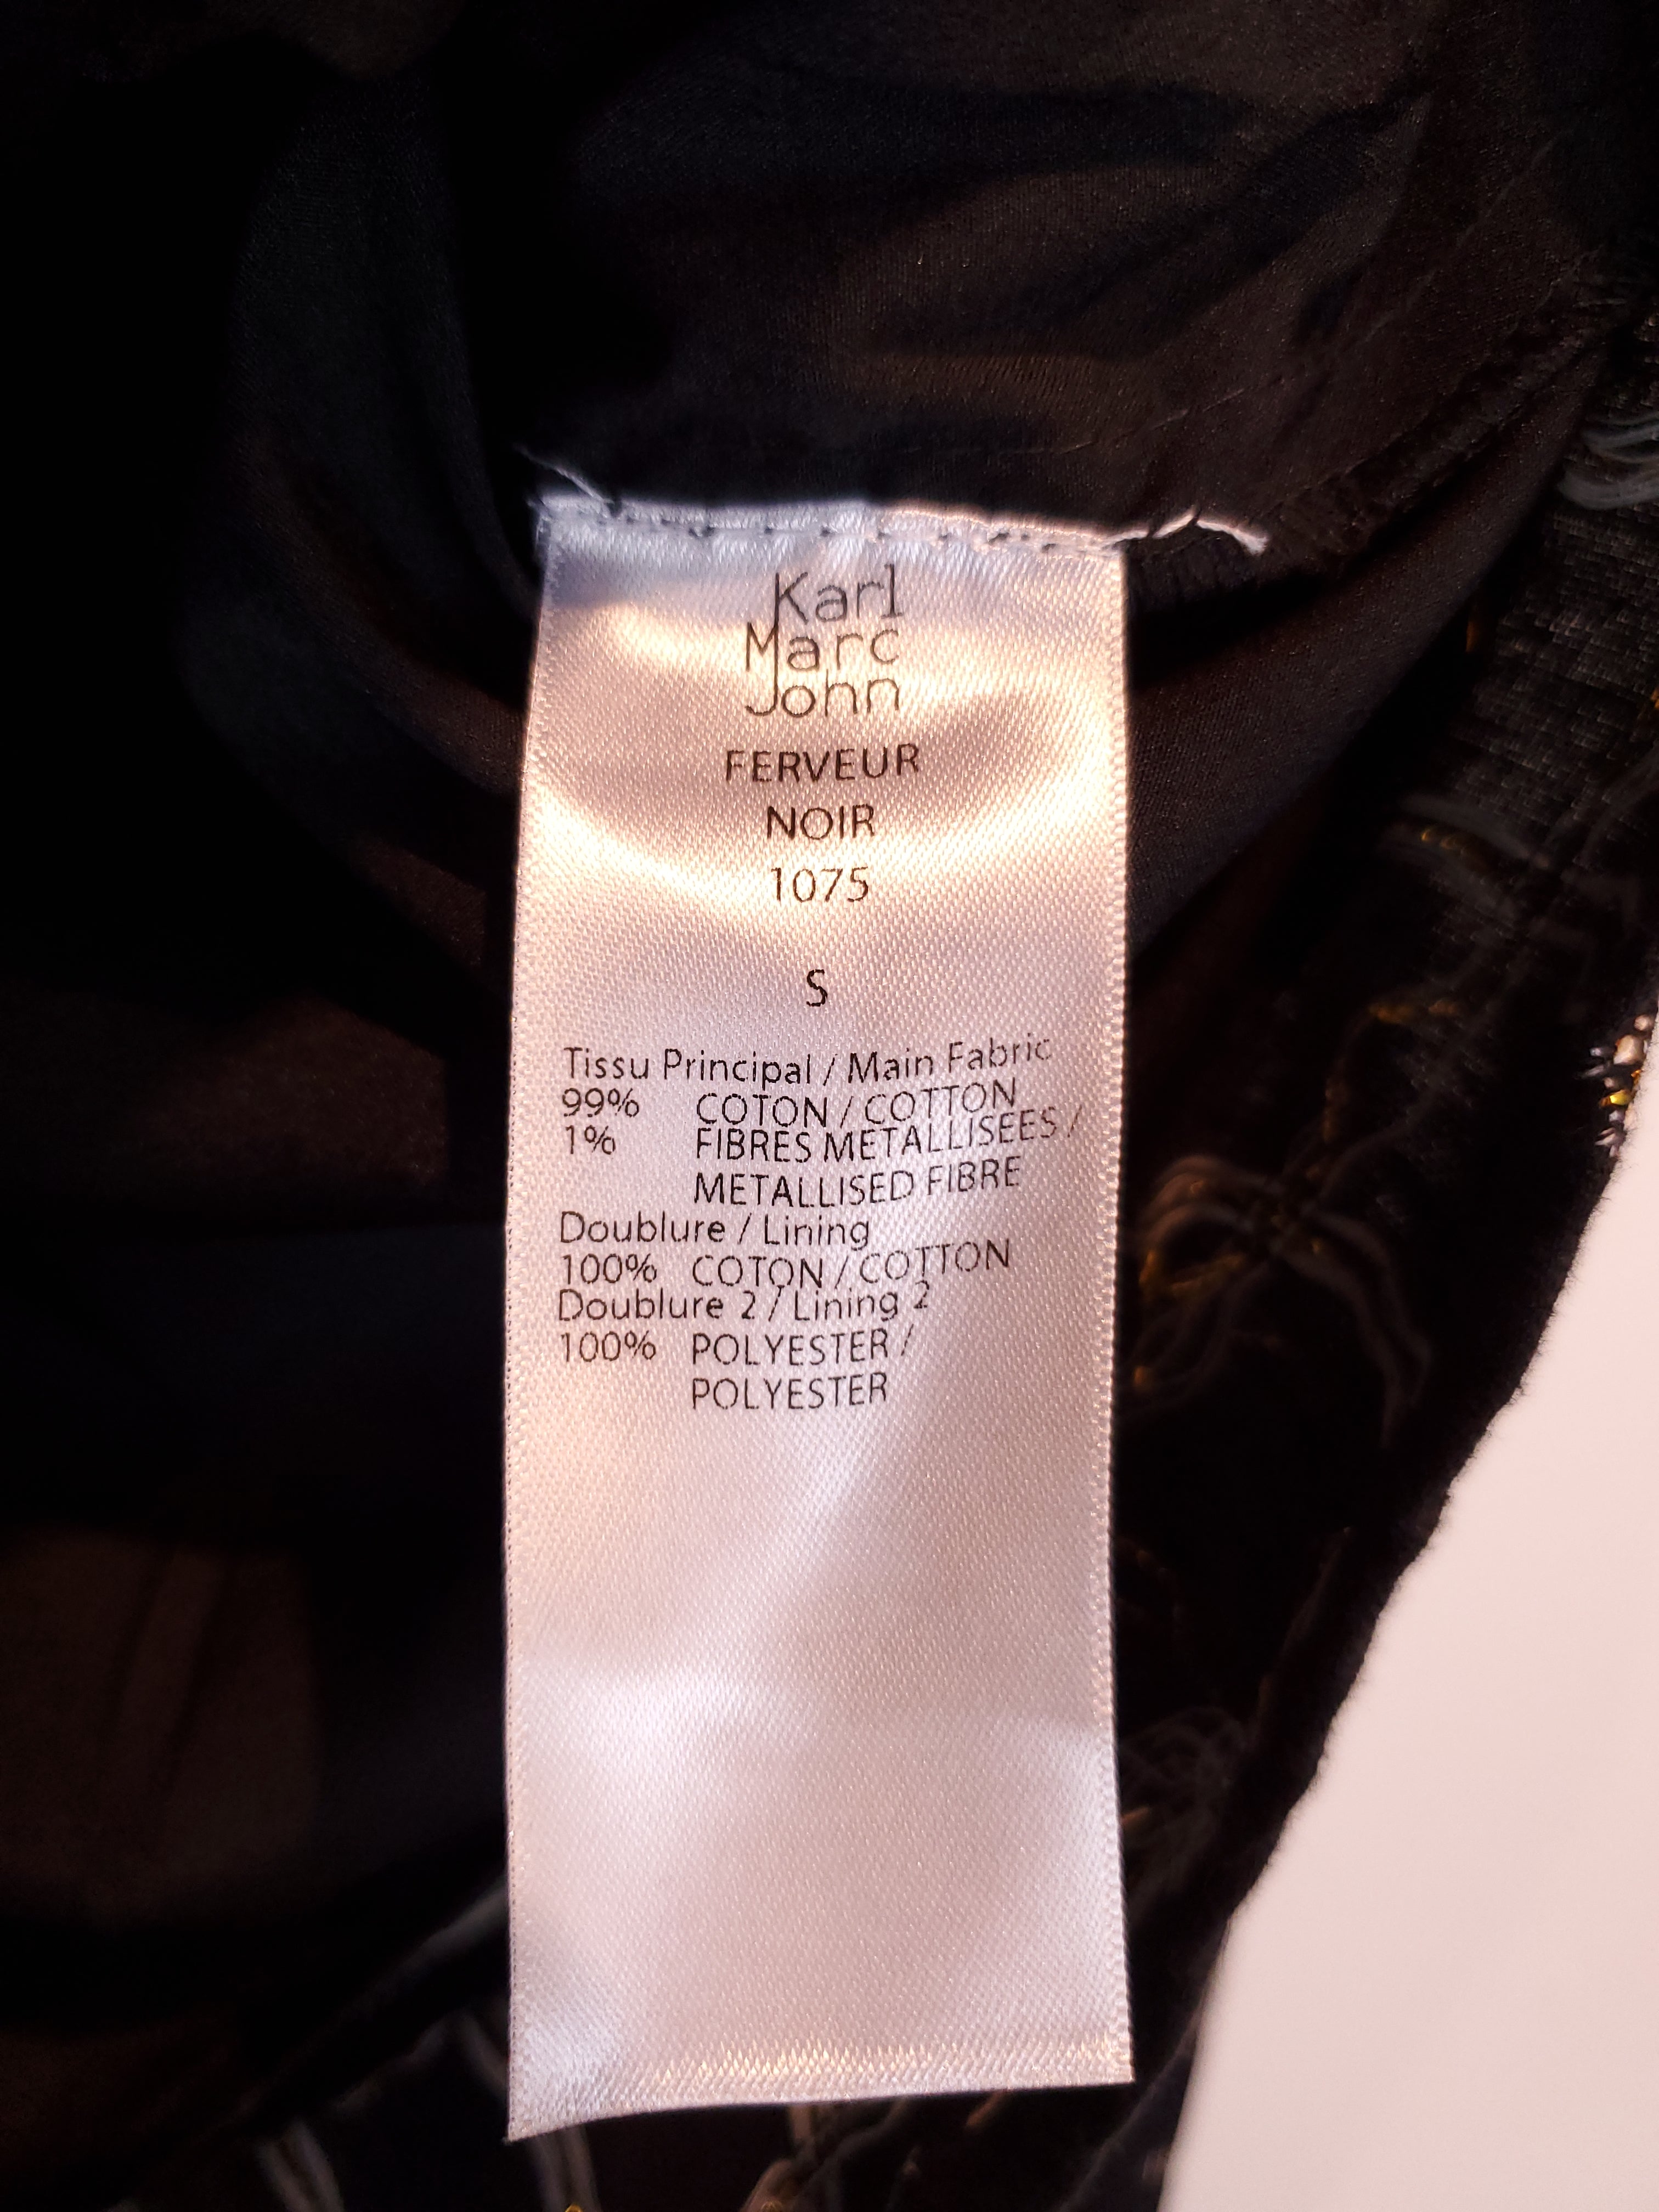 Karl
Marc
John
FERVEUR
NOIR
1075
S
Tissu Principal / Main Fabric
99% COTON / COTTON
1% FIBRES METALLISEES /
METALLISED FIBRE
Doublure / Lining
100% COTON / COTTON
Doublure 2 / Lining 2
100% POLYESTER /
POLYESTER